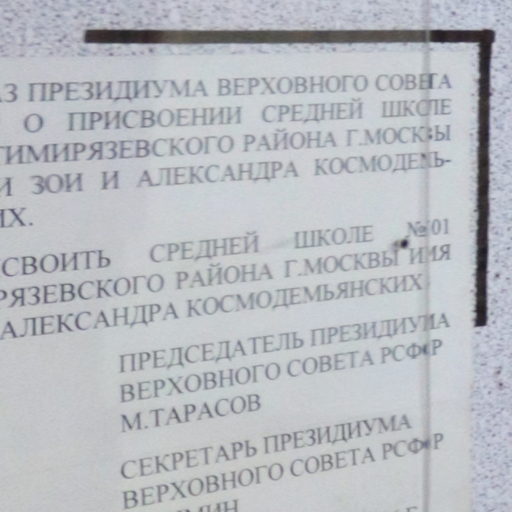 АЗ ПРЕЗИДИУМА ВЕРХОВНОГО СОВЕТА
О ПРИСВОЕНИИ СРЕДНЕЙ ШКОЛЕ
ТИМИРЯЗЕВСКОГО РАЙОНА Г.МОСКВЫ
И ЗОИ И АЛЕКСАНДРА КОСМОДЕМЬ-
ИХ.
СВОИТЬ СРЕДНЕЙ ШКОЛЕ №
РЯЗЕВСКОГО РАЙОНА Г.МОСКВЫ ИМЯ
АЛЕКСАНДРА КОСМОДЕМЬЯНСКИХ
ПРЕДСЕДАТЕЛЬ ПРЕЗИДИУМА
ВЕРХОВНОГО СОВЕТА РСФСР
М.ТАРАСОВ
СЕКРЕТАРЬ ПРЕЗИДИУМА
ВЕРХОВНОГО СОВЕТА РСФСР